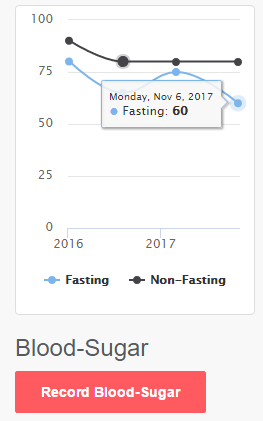 100
75
Monday, Nov 6, 2017
Fasting: 60
50
25
0
2016 2017
Fasting Non-Fasting
Blood-Sugar
Record Blood-Sugar